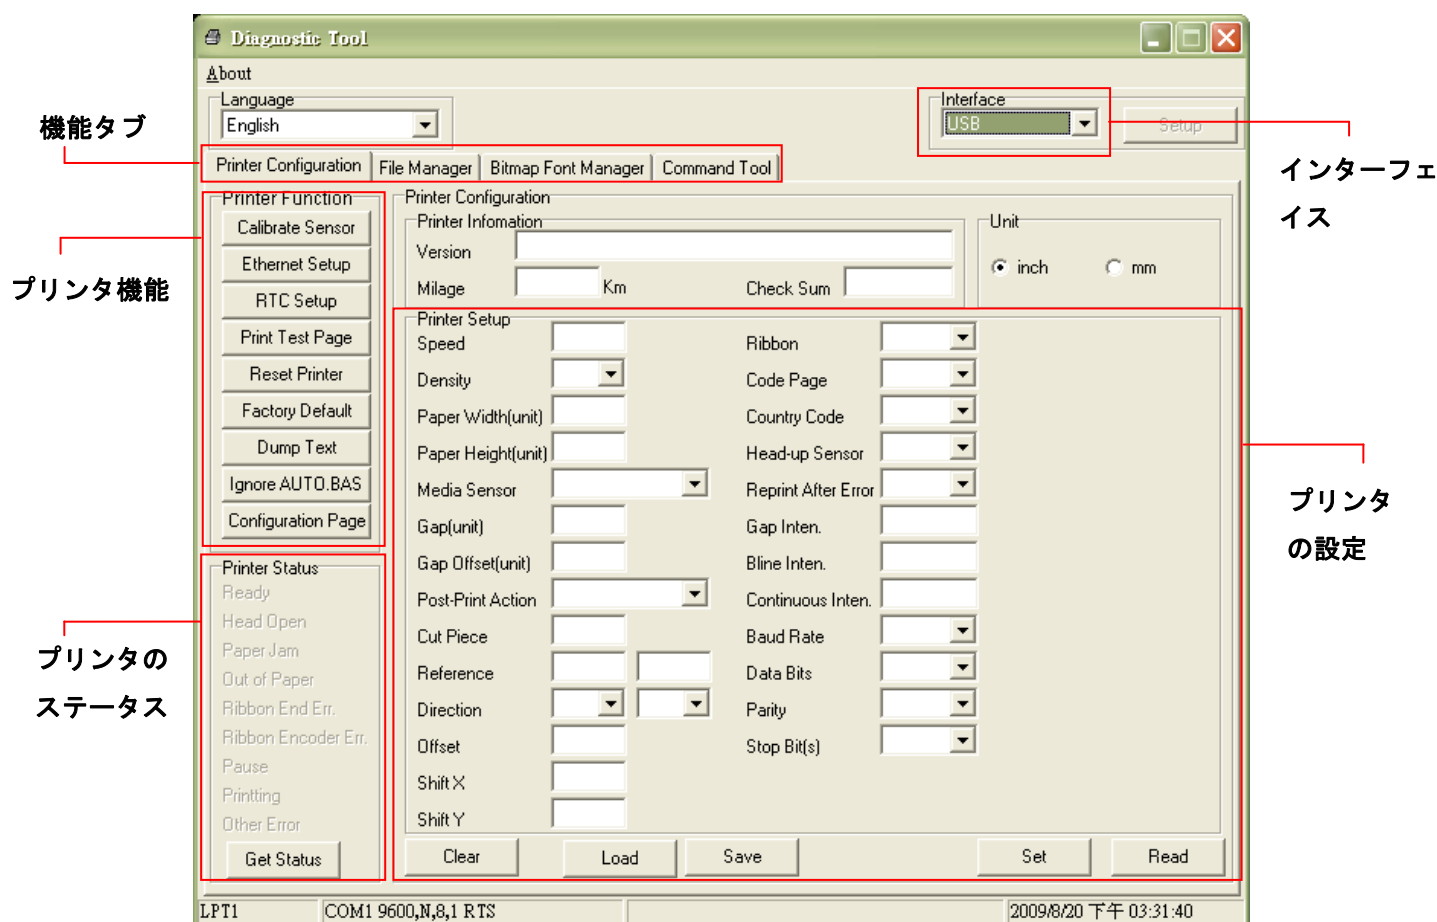 Diagnostic Tool
About
Language
English
Interface
USB
Setup
機能タブ
インターフェ
イス
Printer Configuration
File Manager
Bitmap Font Manager
Command Tool
Printer Function
Calibrate Sensor
Ethernet Setup
RTC Setup
Print Test Page
Reset Printer
Factory Default
Dump Text
Ignore AUTO.BAS
Configuration Page
プリンタ機能
Printer Configuration
Printer Infomation
Version
Milage
Km
Check Sum
Unit
inch
mm
Printer Setup
Speed
Density
Paper Width(unit)
Paper Height(unit)
Media Sensor
Gap(unit)
Gap Offset(unit)
Post-Print Action
Cut Piece
Reference
Direction
Offset
Shift X
Shift Y
Ribbon
Code Page
Country Code
Head-up Sensor
Reprint After Error
Gap Inten.
Bline Inten.
Continuous Inten.
Baud Rate
Data Bits
Parity
Stop Bit(s)
プリンタ
の設定
Printer Status
Ready
Head Open
Paper Jam
Out of Paper
Ribbon End Err.
Ribbon Encoder Err.
Pause
Printting
Other Error
Get Status
プリンタの
ステータス
Clear
Load
Save
Set
Read
LPT1
COM1 9600,N,8,1 RTS
2009/8/20 下午 03:31:40